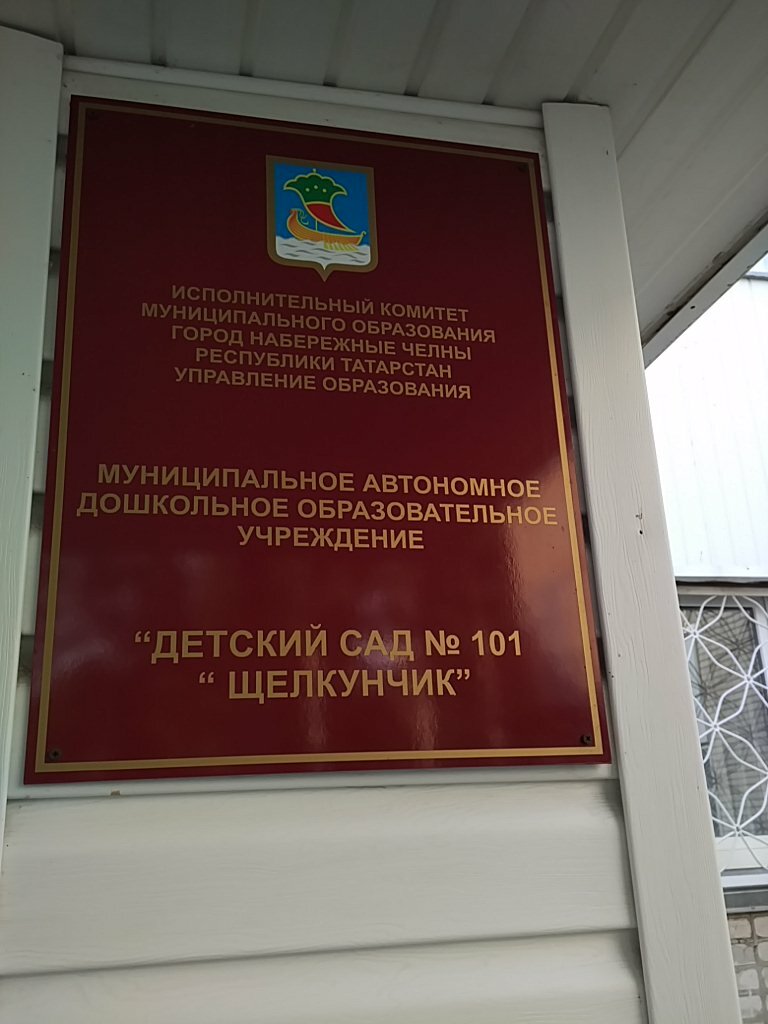 ИСПОЛНИТЕЛЬНЫЙ КОМИТЕТ
МУНИЦИПАЛЬНОГО ОБРАЗОВАНИЯ
ГОРОД НАБЕРЕЖНЫЕ ЧЕЛНЫ
РЕСПУБЛИКИ ТАТАРСТАН
УПРАВЛЕНИЕ ОБРАЗОВАНИЯ
МУНИЦИПАЛЬНОЕ АВТОНОМНОЕ
ДОШКОЛЬНОЕ ОБРАЗОВАТЕЛЬНОЕ
УЧРЕЖДЕНИЕ
“ДЕТСКИЙ САД № 101
“ ЩЕЛКУНЧИК”